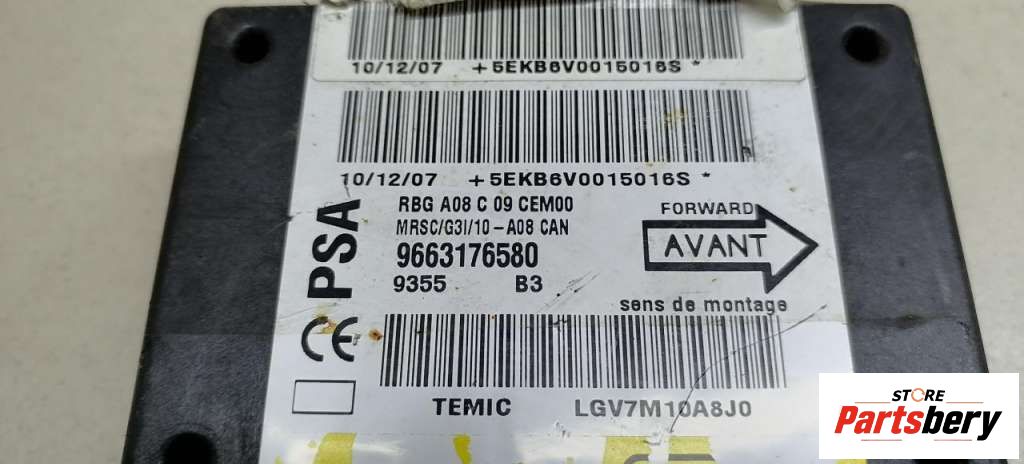 10/12/07 +5EKB6V0015016S *
10/12/07 +5EKB6V0015016S *
PSA
RBG A08 C 09 CEM00
MRSC/G3I/10-A08 CAN
9663176580
9355 B3
FORWARD
AVANT
sens de montage
CE
TEMIC LGV7M10A8J0
STORE
Partsbery